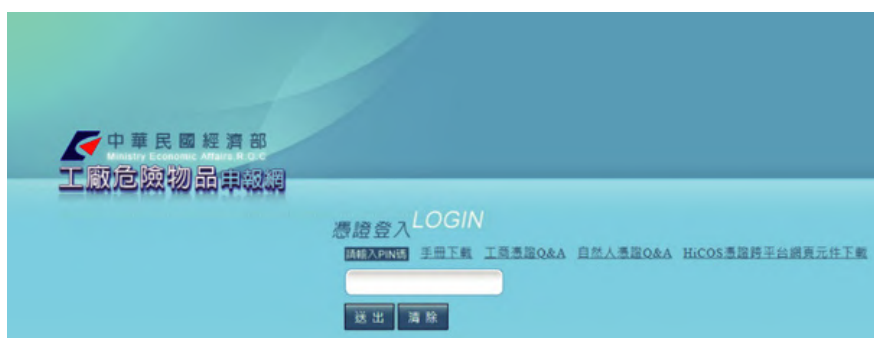 中華民國經濟部
Ministry Economic Affairs,R.O.C
工廠危險物品申報網
憑證登入LOGIN
請輸入PIN碼 手冊下載 工商憑證Q&A 自然人憑證Q&A HiCOS憑證跨平台網頁元件下載
送出 清除